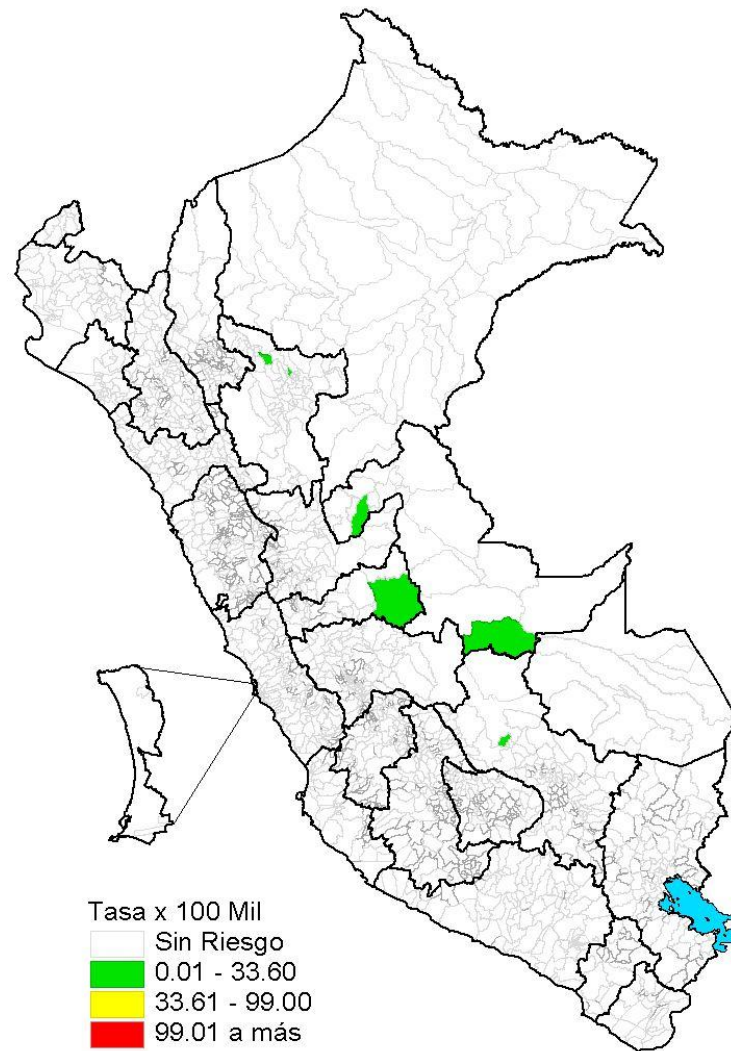 Tasa x 100 Mil
Sin Riesgo
0.01 - 33.60
33.61 - 99.00
99.01 a más